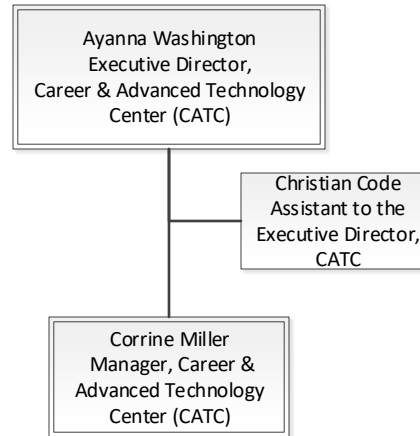 Ayanna Washington
Executive Director,
Career & Advanced Technology
Center (CATC)
Christian Code
Assistant to the
Executive Director,
CATC
Corrine Miller
Manager, Career &
Advanced Technology
Center (CATC)